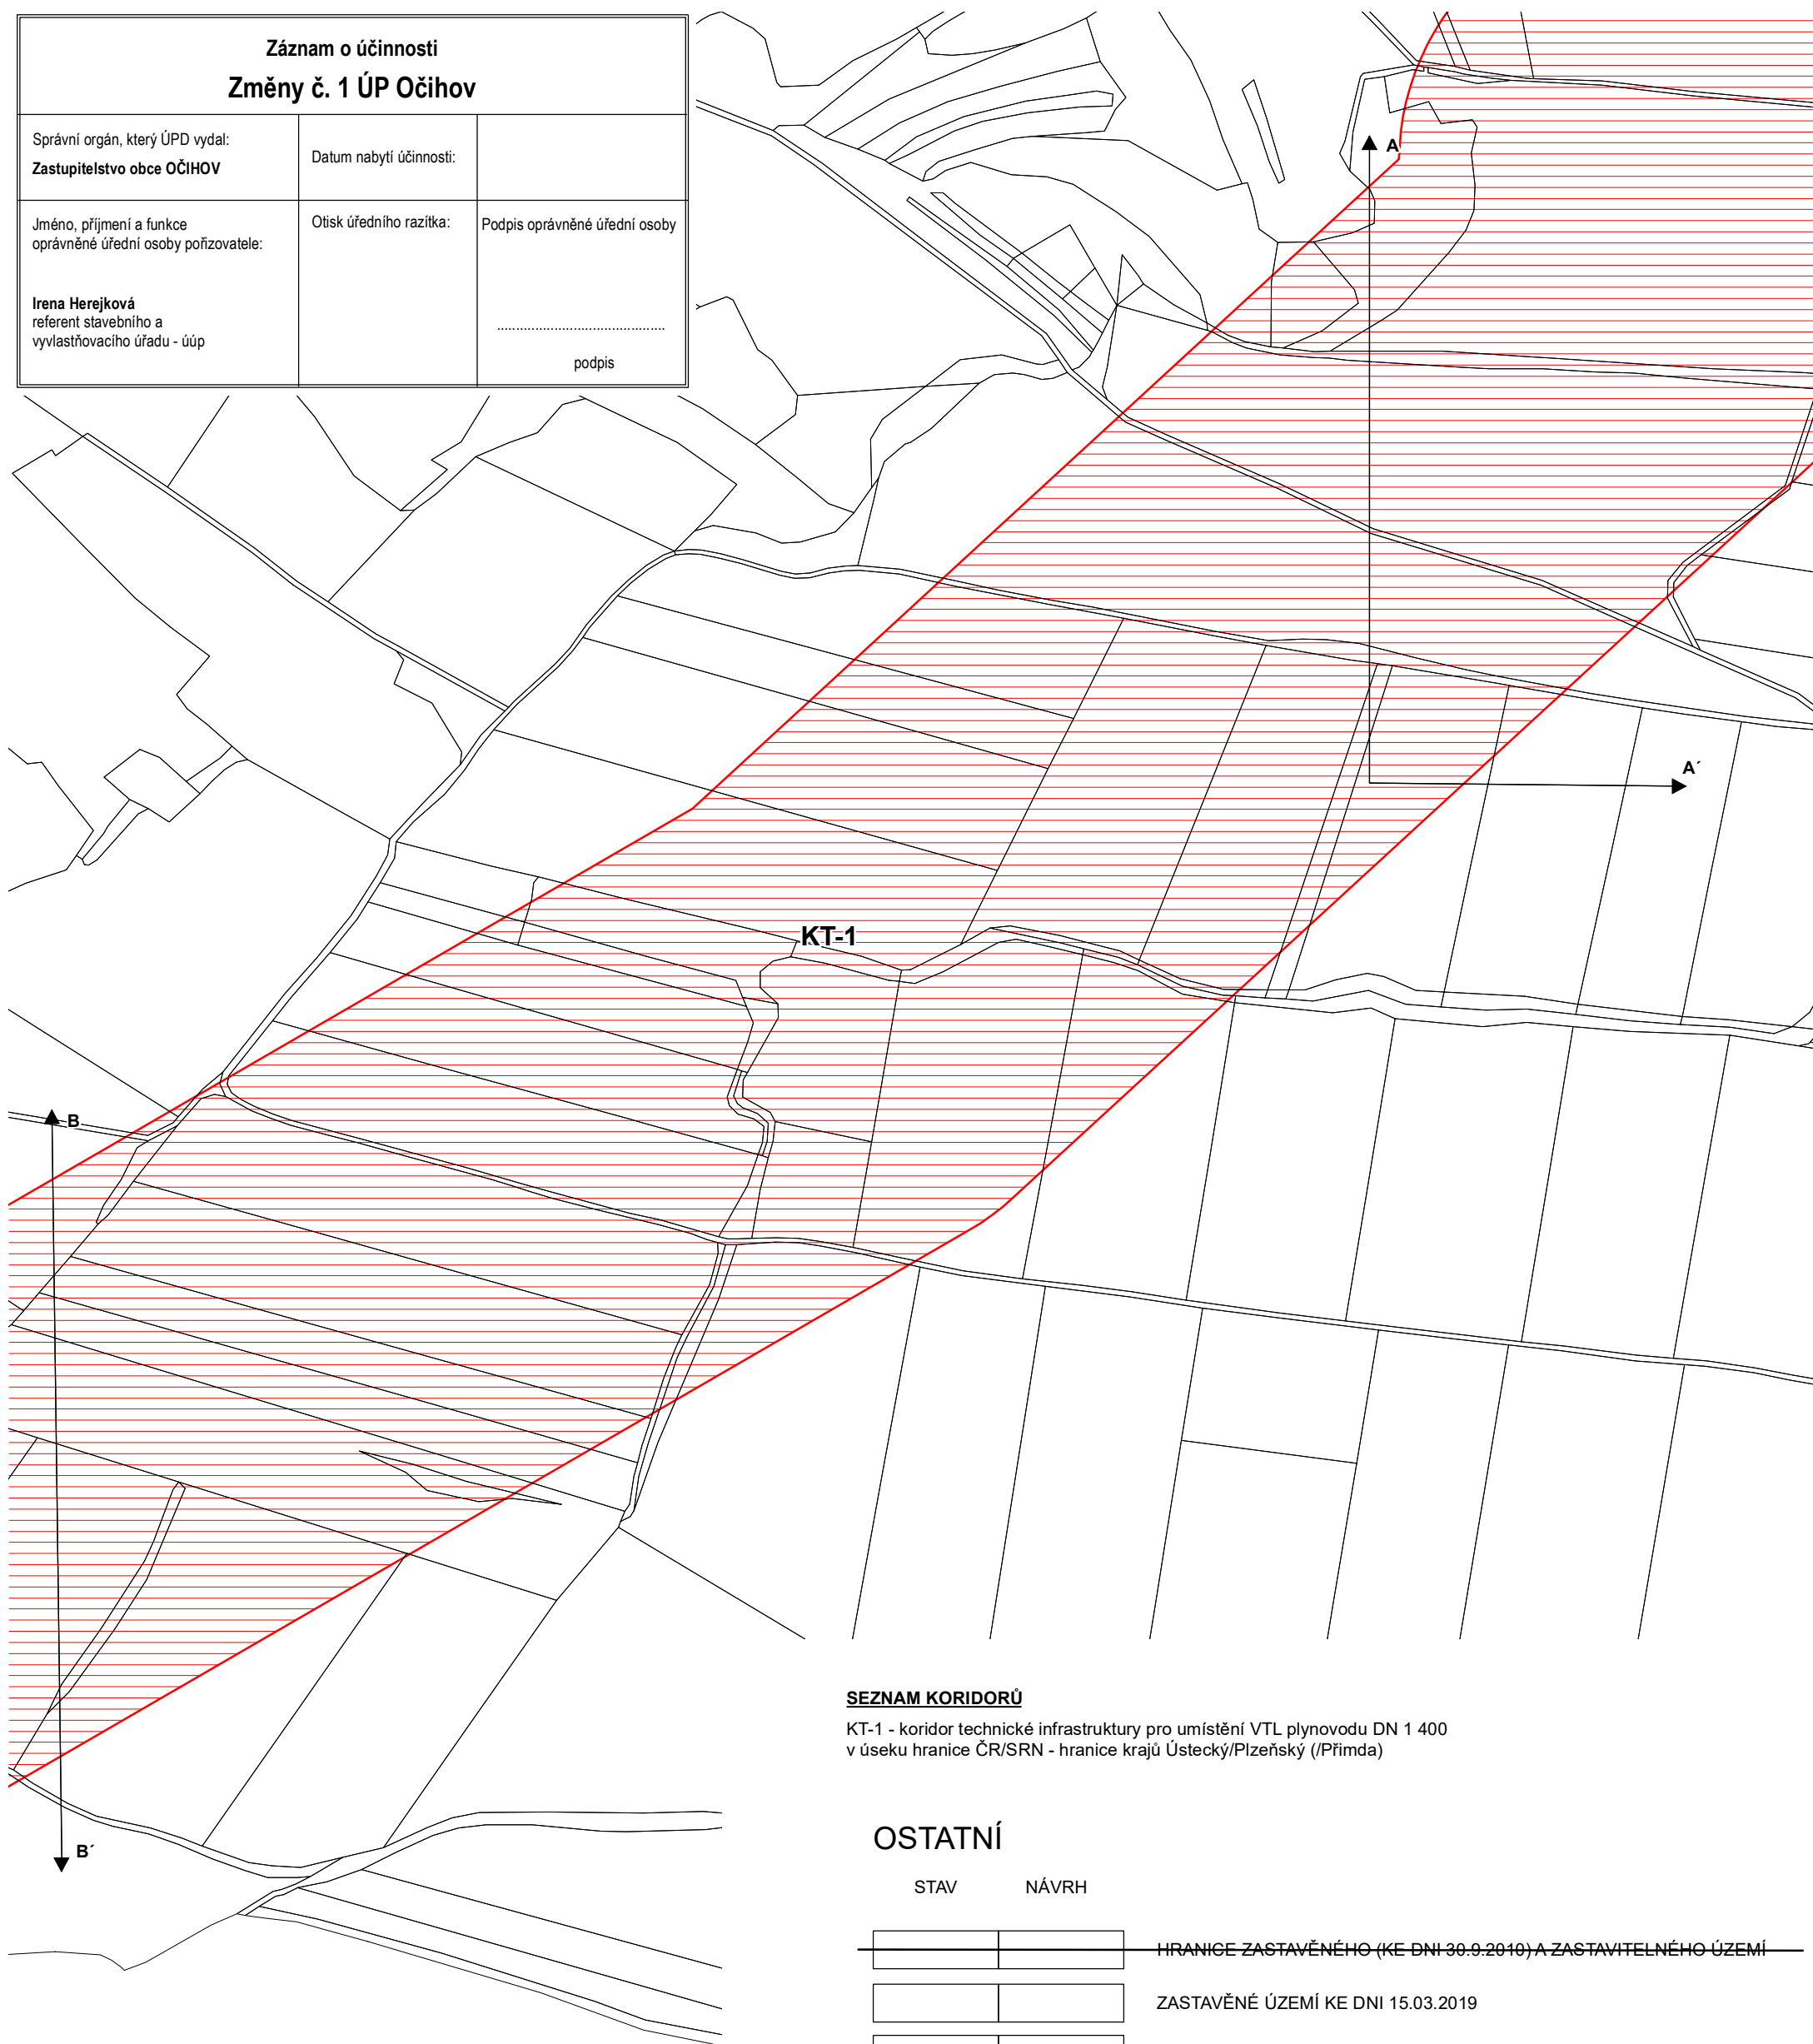 Záznam o účinnosti
Změny č. 1 ÚP Očihov
Správní orgán, který ÚPD vydal:
Zastupitelstvo obce OČIHOV
Datum nabytí účinnosti:
Jméno, příjmení a funkce
oprávněné úřední osoby pořizovatele:
Irena Herejková
referent stavebního a
vyvlastňovacího úřadu - úúp
Otisk úředního razítka:
Podpis oprávněné úřední osoby
........................................
podpis
A
A´
KT-1
B
B´
SEZNAM KORIDORŮ
KT-1 - koridor technické infrastruktury pro umístění VTL plynovodu DN 1 400
v úseku hranice ČR/SRN - hranice krajů Ústecký/Plzeňský (/Přimda)
OSTATNÍ
STAV NÁVRH
HRANICE ZASTAVĚNÉHO (KE DNI 30.9.2010) A ZASTAVITELNÉHO ÚZEMÍ
ZASTAVĚNÉ ÚZEMÍ KE DNI 15.03.2019